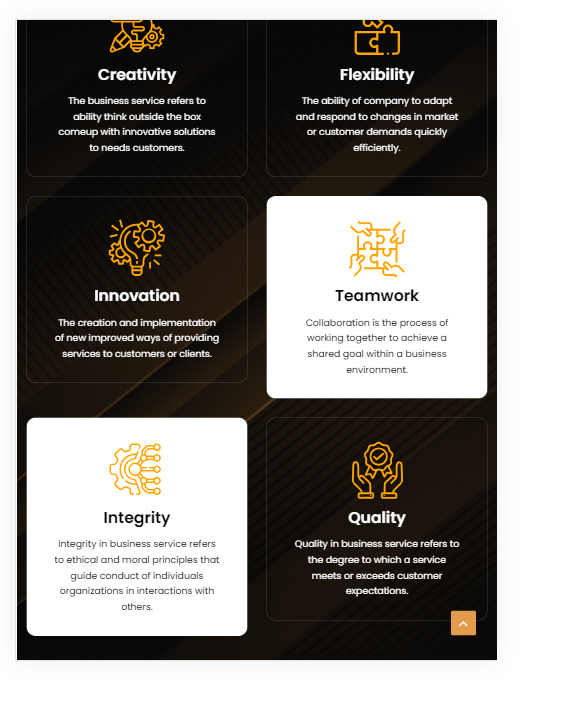 Creativity
The business service refers to
ability think outside the box
comeup with innovative solutions
to needs customers.
Flexibility
The ability of company to adapt
and respond to changes in market
or customer demands quickly
efficiently.
Innovation
The creation and implementation
of new improved ways of providing
services to customers or clients.
Teamwork
Collaboration is the process of
working together to achieve a
shared goal within a business
environment.
Integrity
Integrity in business service refers
to ethical and moral principles that
guide conduct of individuals
organizations in interactions with
others.
Quality
Quality in business service refers to
the degree to which a service
meets or exceeds customer
expectations.